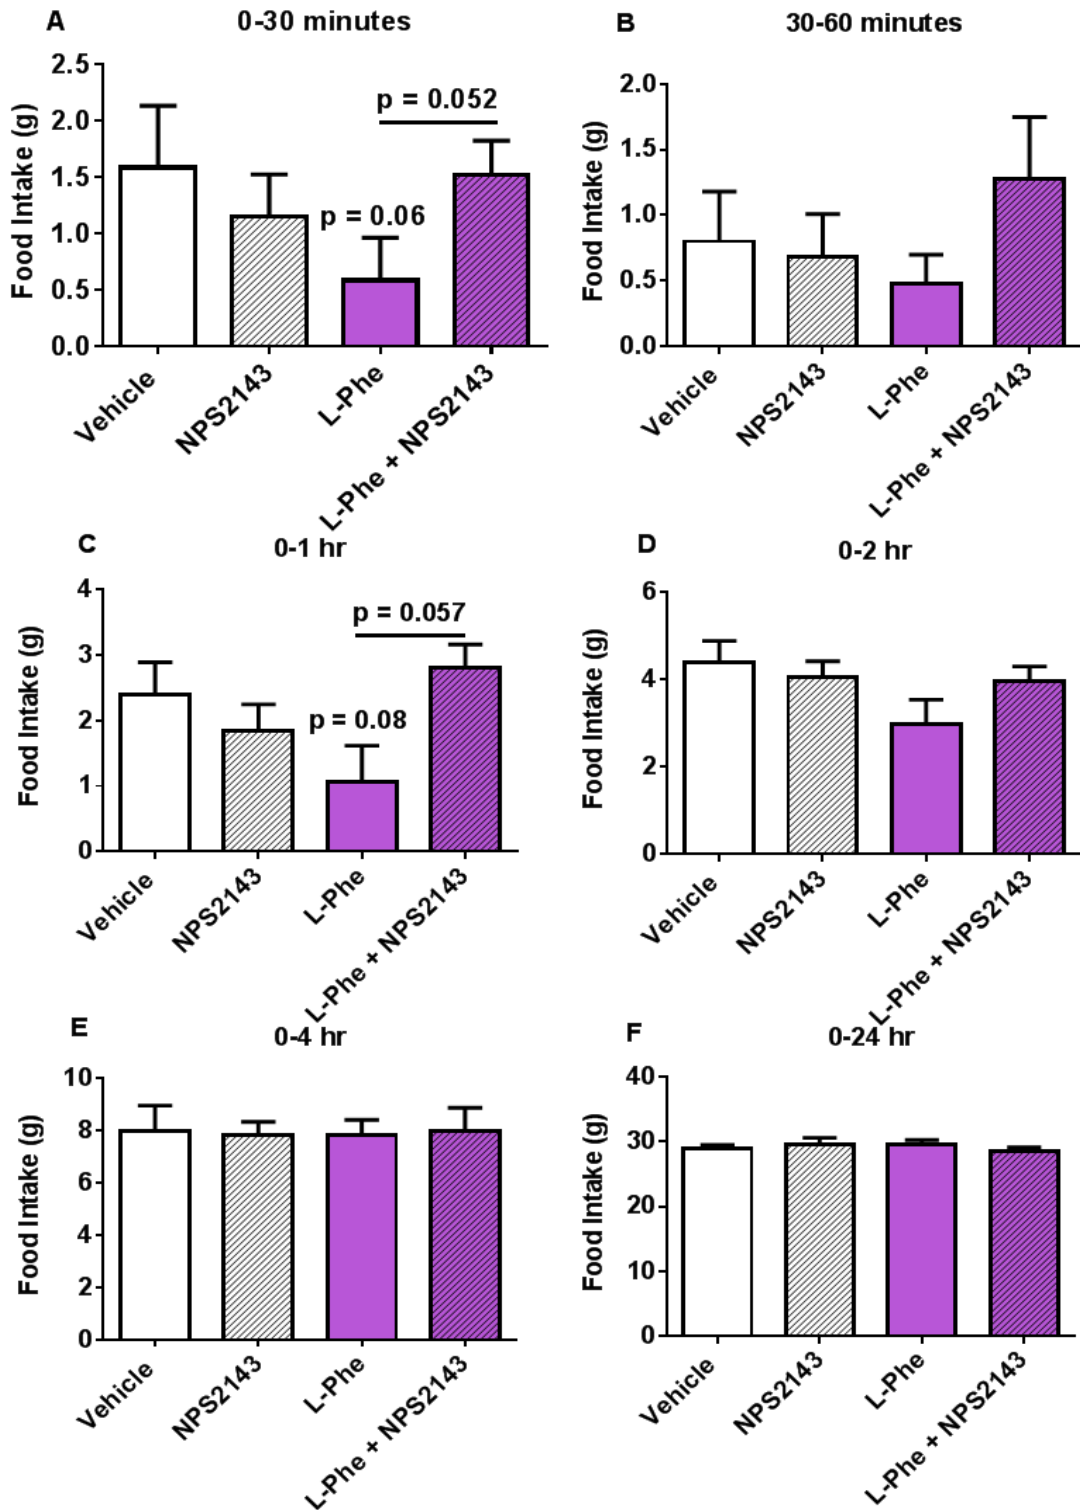 A
0-30 minutes
Food Intake (g)
2.5
2.0
1.5
1.0
0.5
0.0
p = 0.052
p = 0.06
Vehicle
NPS2143
L-Phe
L-Phe + NPS2143
B
30-60 minutes
Food Intake (g)
2.0
1.5
1.0
0.5
0.0
Vehicle
NPS2143
L-Phe
L-Phe + NPS2143
C
0-1 hr
Food Intake (g)
4
3
2
1
0
p = 0.057
p = 0.08
Vehicle
NPS2143
L-Phe
L-Phe + NPS2143
D
0-2 hr
Food Intake (g)
6
4
2
0
Vehicle
NPS2143
L-Phe
L-Phe + NPS2143
E
0-4 hr
Food Intake (g)
10
8
6
4
2
0
Vehicle
NPS2143
L-Phe
L-Phe + NPS2143
F
0-24 hr
Food Intake (g)
40
30
20
10
0
Vehicle
NPS2143
L-Phe
L-Phe + NPS2143